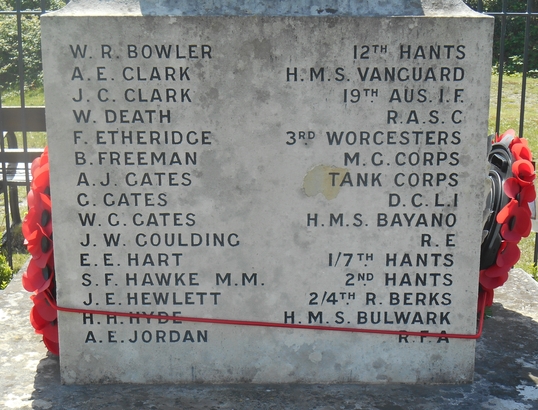 W. R. BOWLER 12TH HANTS
A. E. CLARK H.M.S. VANGUARD
J. C. CLARK 19TH AUS. I.F.
W. DEATH R.A.S.C
F. ETHERIDGE 3RD WORCESTERS
B. FREEMAN M.G. CORPS
A. J. GATES TANK CORPS
G. GATES D.C.L.I
W. G. GATES H.M.S. BAYANO
J. W. GOULDING R.E
E. E. HART 1/7TH HANTS
S. F. HAWKE M.M. 2ND HANTS
J. E. HEWLETT 2/4TH R. BERKS
H. H. HYDE H.M.S. BULWARK
A. E. JORDAN R.F.A